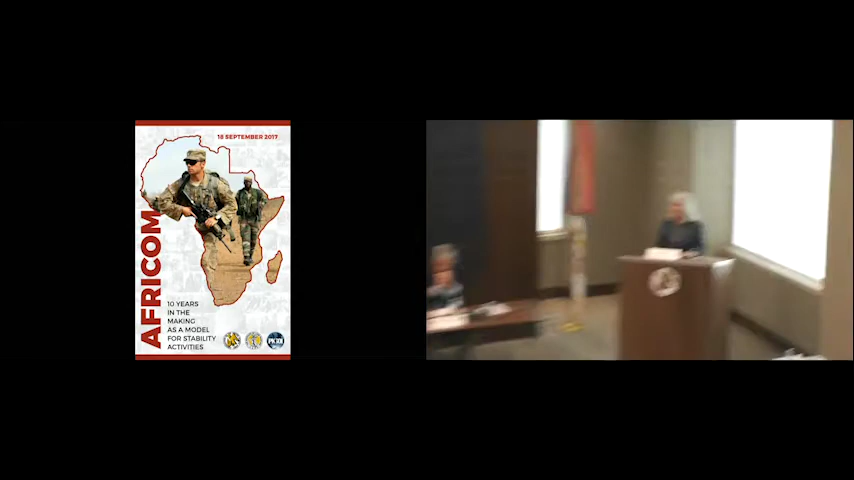 18 SEPTEMBER 2017
AFRICOM
10 YEARS
IN THE
MAKING
AS A MODEL
FOR STABILITY
ACTIVITIES